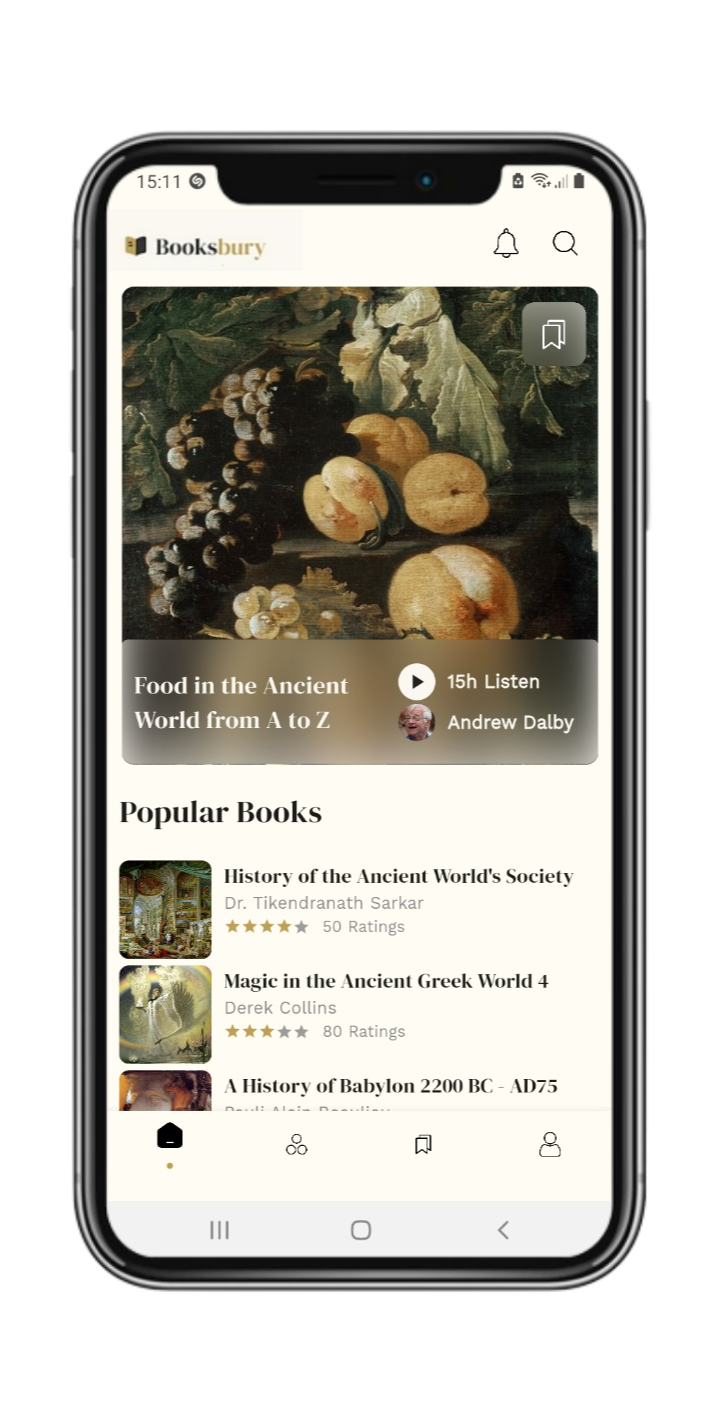 15:11
Booksbury
Food in the Ancient
World from A to Z
15h Listen
Andrew Dalby
Popular Books
History of the Ancient World's Society
Dr. Tikendranath Sarkar
50 Ratings
Magic in the Ancient Greek World 4
Derek Collins
80 Ratings
A History of Babylon 2200 BC - AD75